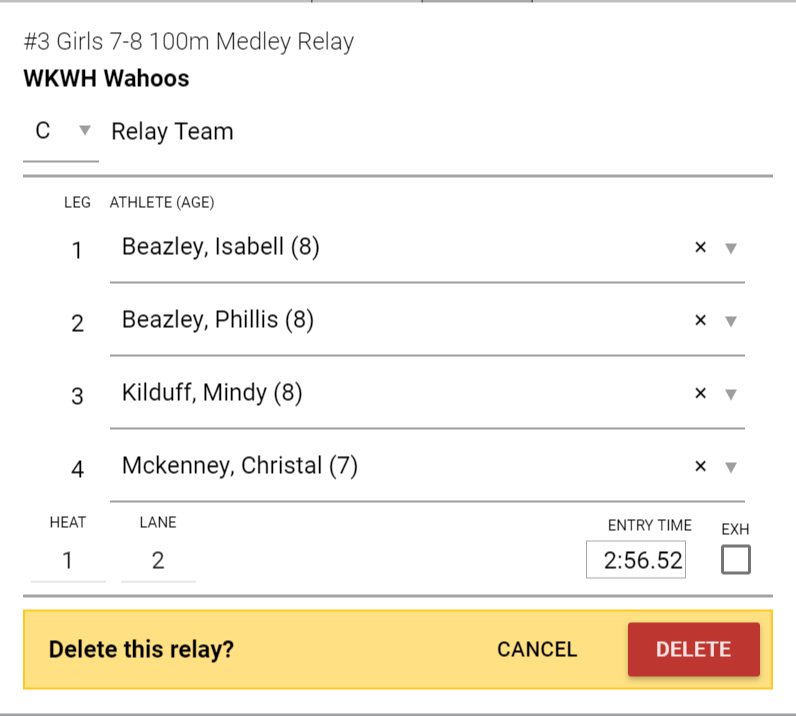 #3 Girls 7-8 100m Medley Relay
WKWH Wahoos
C ▼ Relay Team
LEG ATHLETE (AGE)
1 Beazley, Isabell (8) × ▼
2 Beazley, Phillis (8) × ▼
3 Kilduff, Mindy (8) × ▼
4 Mckenney, Christal (7) × ▼
HEAT LANE ENTRY TIME EXH
1 2 2:56.52
Delete this relay? CANCEL DELETE